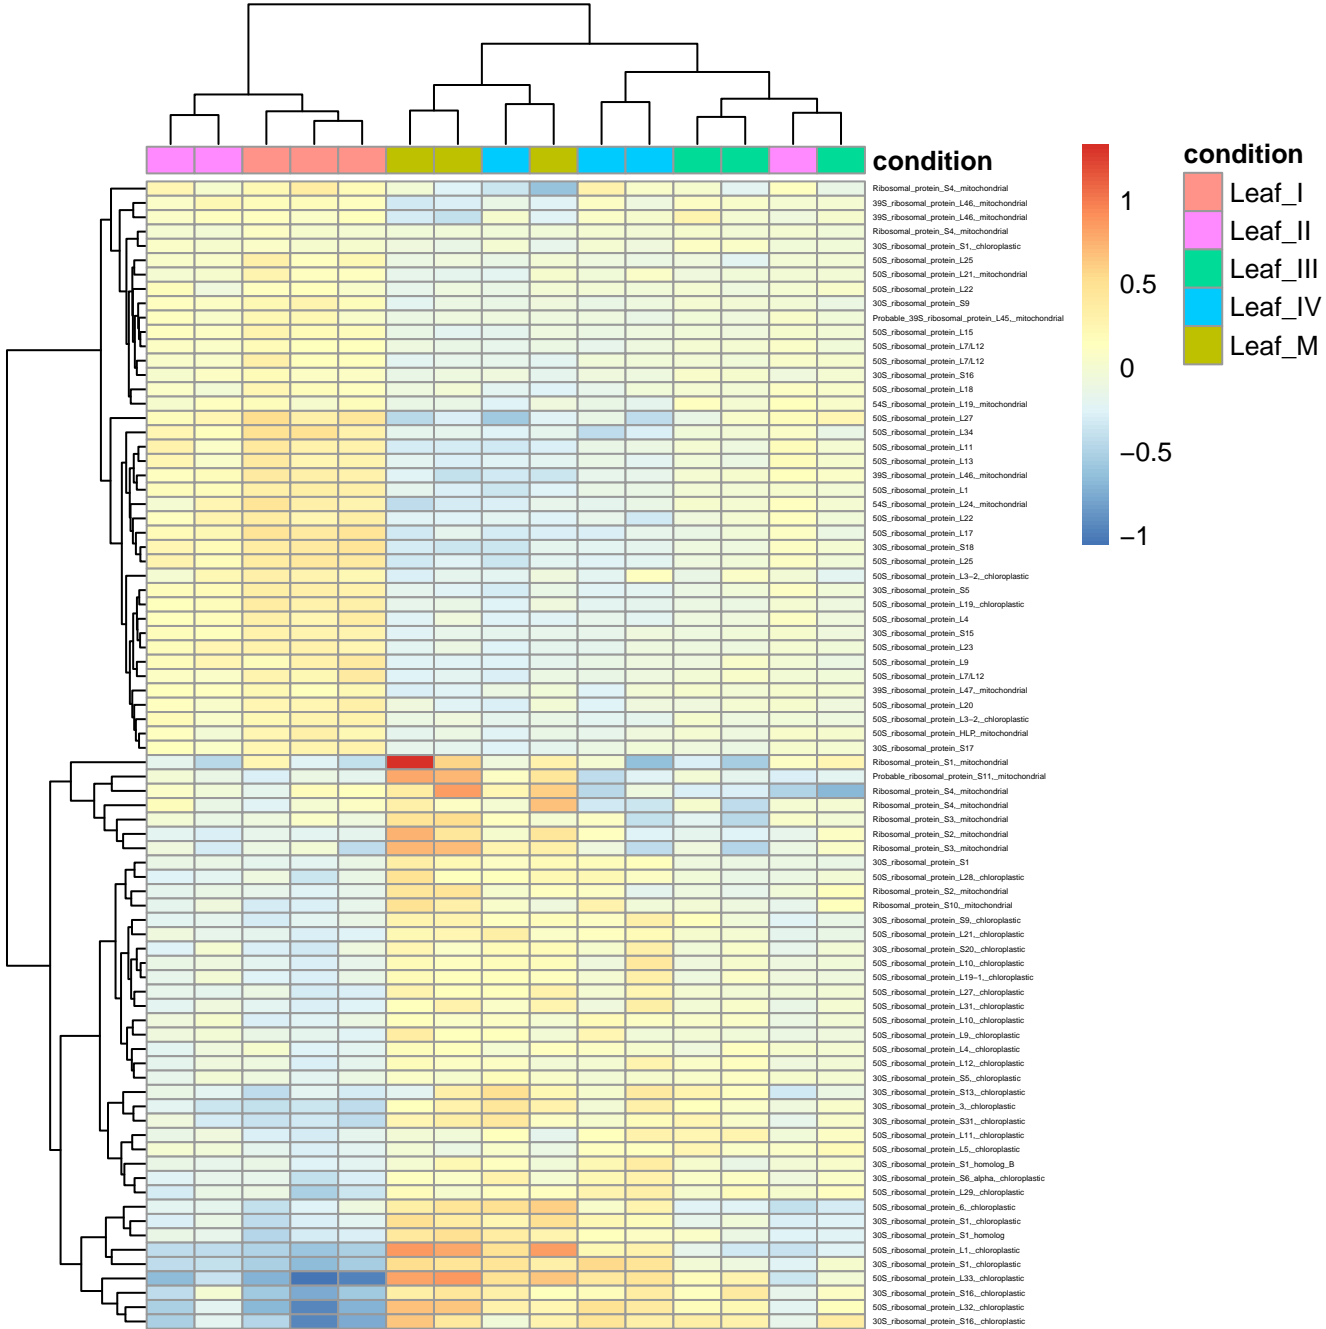 condition
Ribosomal_protein_S4,_mitochondrial
39S_ribosomal_protein_L46,_mitochondrial
39S_ribosomal_protein_L46,_mitochondrial
Ribosomal_protein_S4,_mitochondrial
30S_ribosomal_protein_S1,_chloroplastic
50S_ribosomal_protein_L25
50S_ribosomal_protein_L21,_mitochondrial
50S_ribosomal_protein_L22
30S_ribosomal_protein_S9
Probable_39S_ribosomal_protein_L45,_mitochondrial
50S_ribosomal_protein_L15
50S_ribosomal_protein_L7/L12
50S_ribosomal_protein_L7/L12
30S_ribosomal_protein_S16
50S_ribosomal_protein_L18
54S_ribosomal_protein_L19,_mitochondrial
50S_ribosomal_protein_L27
50S_ribosomal_protein_L34
50S_ribosomal_protein_L11
50S_ribosomal_protein_L13
39S_ribosomal_protein_L46,_mitochondrial
50S_ribosomal_protein_L1
54S_ribosomal_protein_L24,_mitochondrial
50S_ribosomal_protein_L22
50S_ribosomal_protein_L17
30S_ribosomal_protein_S18
50S_ribosomal_protein_L25
50S_ribosomal_protein_L3−2,_chloroplastic
30S_ribosomal_protein_S5
50S_ribosomal_protein_L19,_chloroplastic
50S_ribosomal_protein_L4
30S_ribosomal_protein_S15
50S_ribosomal_protein_L23
50S_ribosomal_protein_L9
50S_ribosomal_protein_L7/L12
39S_ribosomal_protein_L47,_mitochondrial
50S_ribosomal_protein_L20
50S_ribosomal_protein_L3−2,_chloroplastic
50S_ribosomal_protein_HLP,_mitochondrial
30S_ribosomal_protein_S17
Ribosomal_protein_S1,_mitochondrial
Probable_ribosomal_protein_S11,_mitochondrial
Ribosomal_protein_S4,_mitochondrial
Ribosomal_protein_S4,_mitochondrial
Ribosomal_protein_S3,_mitochondrial
Ribosomal_protein_S2,_mitochondrial
Ribosomal_protein_S3,_mitochondrial
30S_ribosomal_protein_S1
50S_ribosomal_protein_L28,_chloroplastic
Ribosomal_protein_S2,_mitochondrial
Ribosomal_protein_S10,_mitochondrial
30S_ribosomal_protein_S9,_chloroplastic
50S_ribosomal_protein_L21,_chloroplastic
30S_ribosomal_protein_S20,_chloroplastic
50S_ribosomal_protein_L10,_chloroplastic
50S_ribosomal_protein_L19−1,_chloroplastic
50S_ribosomal_protein_L27,_chloroplastic
50S_ribosomal_protein_L31,_chloroplastic
50S_ribosomal_protein_L10,_chloroplastic
50S_ribosomal_protein_L9,_chloroplastic
50S_ribosomal_protein_L4,_chloroplastic
50S_ribosomal_protein_L12,_chloroplastic
30S_ribosomal_protein_S5,_chloroplastic
30S_ribosomal_protein_S13,_chloroplastic
30S_ribosomal_protein_3,_chloroplastic
30S_ribosomal_protein_S31,_chloroplastic
50S_ribosomal_protein_L11,_chloroplastic
50S_ribosomal_protein_L5,_chloroplastic
30S_ribosomal_protein_S1_homolog_B
30S_ribosomal_protein_S6_alpha,_chloroplastic
50S_ribosomal_protein_L29,_chloroplastic
50S_ribosomal_protein_6,_chloroplastic
30S_ribosomal_protein_S1,_chloroplastic
30S_ribosomal_protein_S1_homolog
50S_ribosomal_protein_L1,_chloroplastic
30S_ribosomal_protein_S1,_chloroplastic
50S_ribosomal_protein_L33,_chloroplastic
30S_ribosomal_protein_S16,_chloroplastic
50S_ribosomal_protein_L32,_chloroplastic
30S_ribosomal_protein_S16,_chloroplastic
1
0.5
0
−0.5
−1
condition
Leaf_I
Leaf_II
Leaf_III
Leaf_IV
Leaf_M